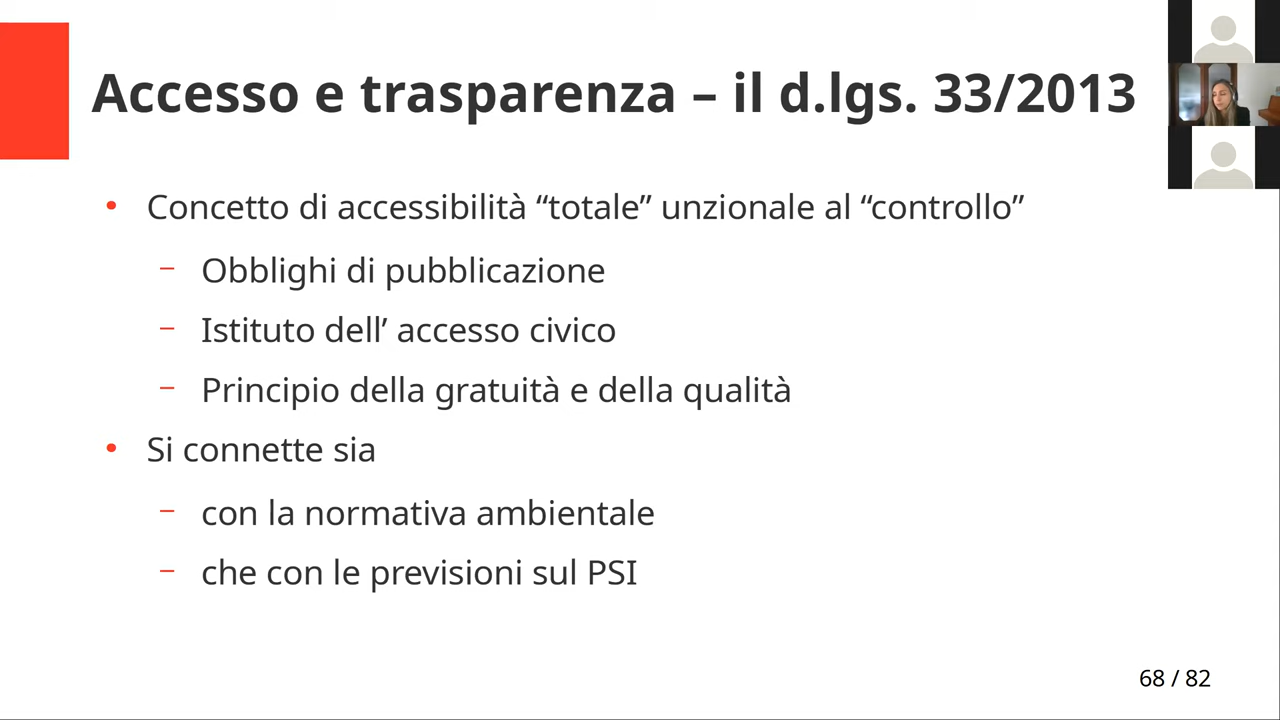 Accesso e trasparenza – il d.lgs. 33/2013
• Concetto di accessibilità “totale” unzionale al “controllo”
– Obblighi di pubblicazione
– Istituto dell’ accesso civico
– Principio della gratuità e della qualità
• Si connette sia
– con la normativa ambientale
– che con le previsioni sul PSI
68 / 82